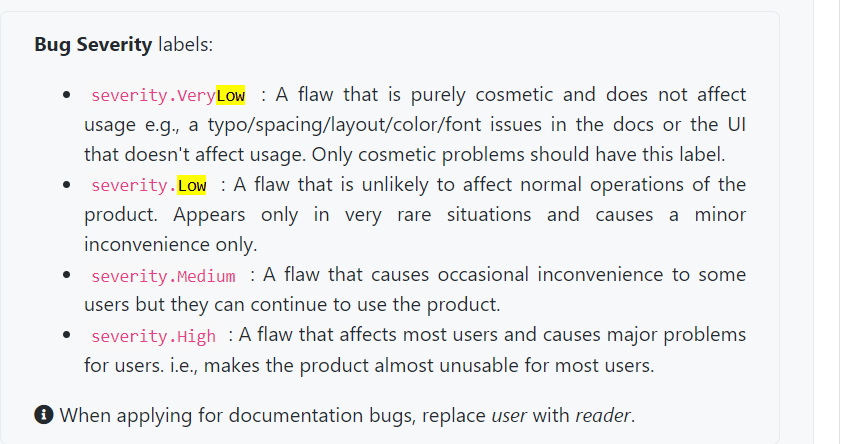 Bug Severity labels:
• severity.VeryLow : A flaw that is purely cosmetic and does not affect
usage e.g., a typo/spacing/layout/color/font issues in the docs or the UI
that doesn't affect usage. Only cosmetic problems should have this label.
• severity.Low : A flaw that is unlikely to affect normal operations of the
product. Appears only in very rare situations and causes a minor
inconvenience only.
• severity.Medium : A flaw that causes occasional inconvenience to some
users but they can continue to use the product.
• severity.High : A flaw that affects most users and causes major problems
for users. i.e., makes the product almost unusable for most users.
When applying for documentation bugs, replace user with reader.